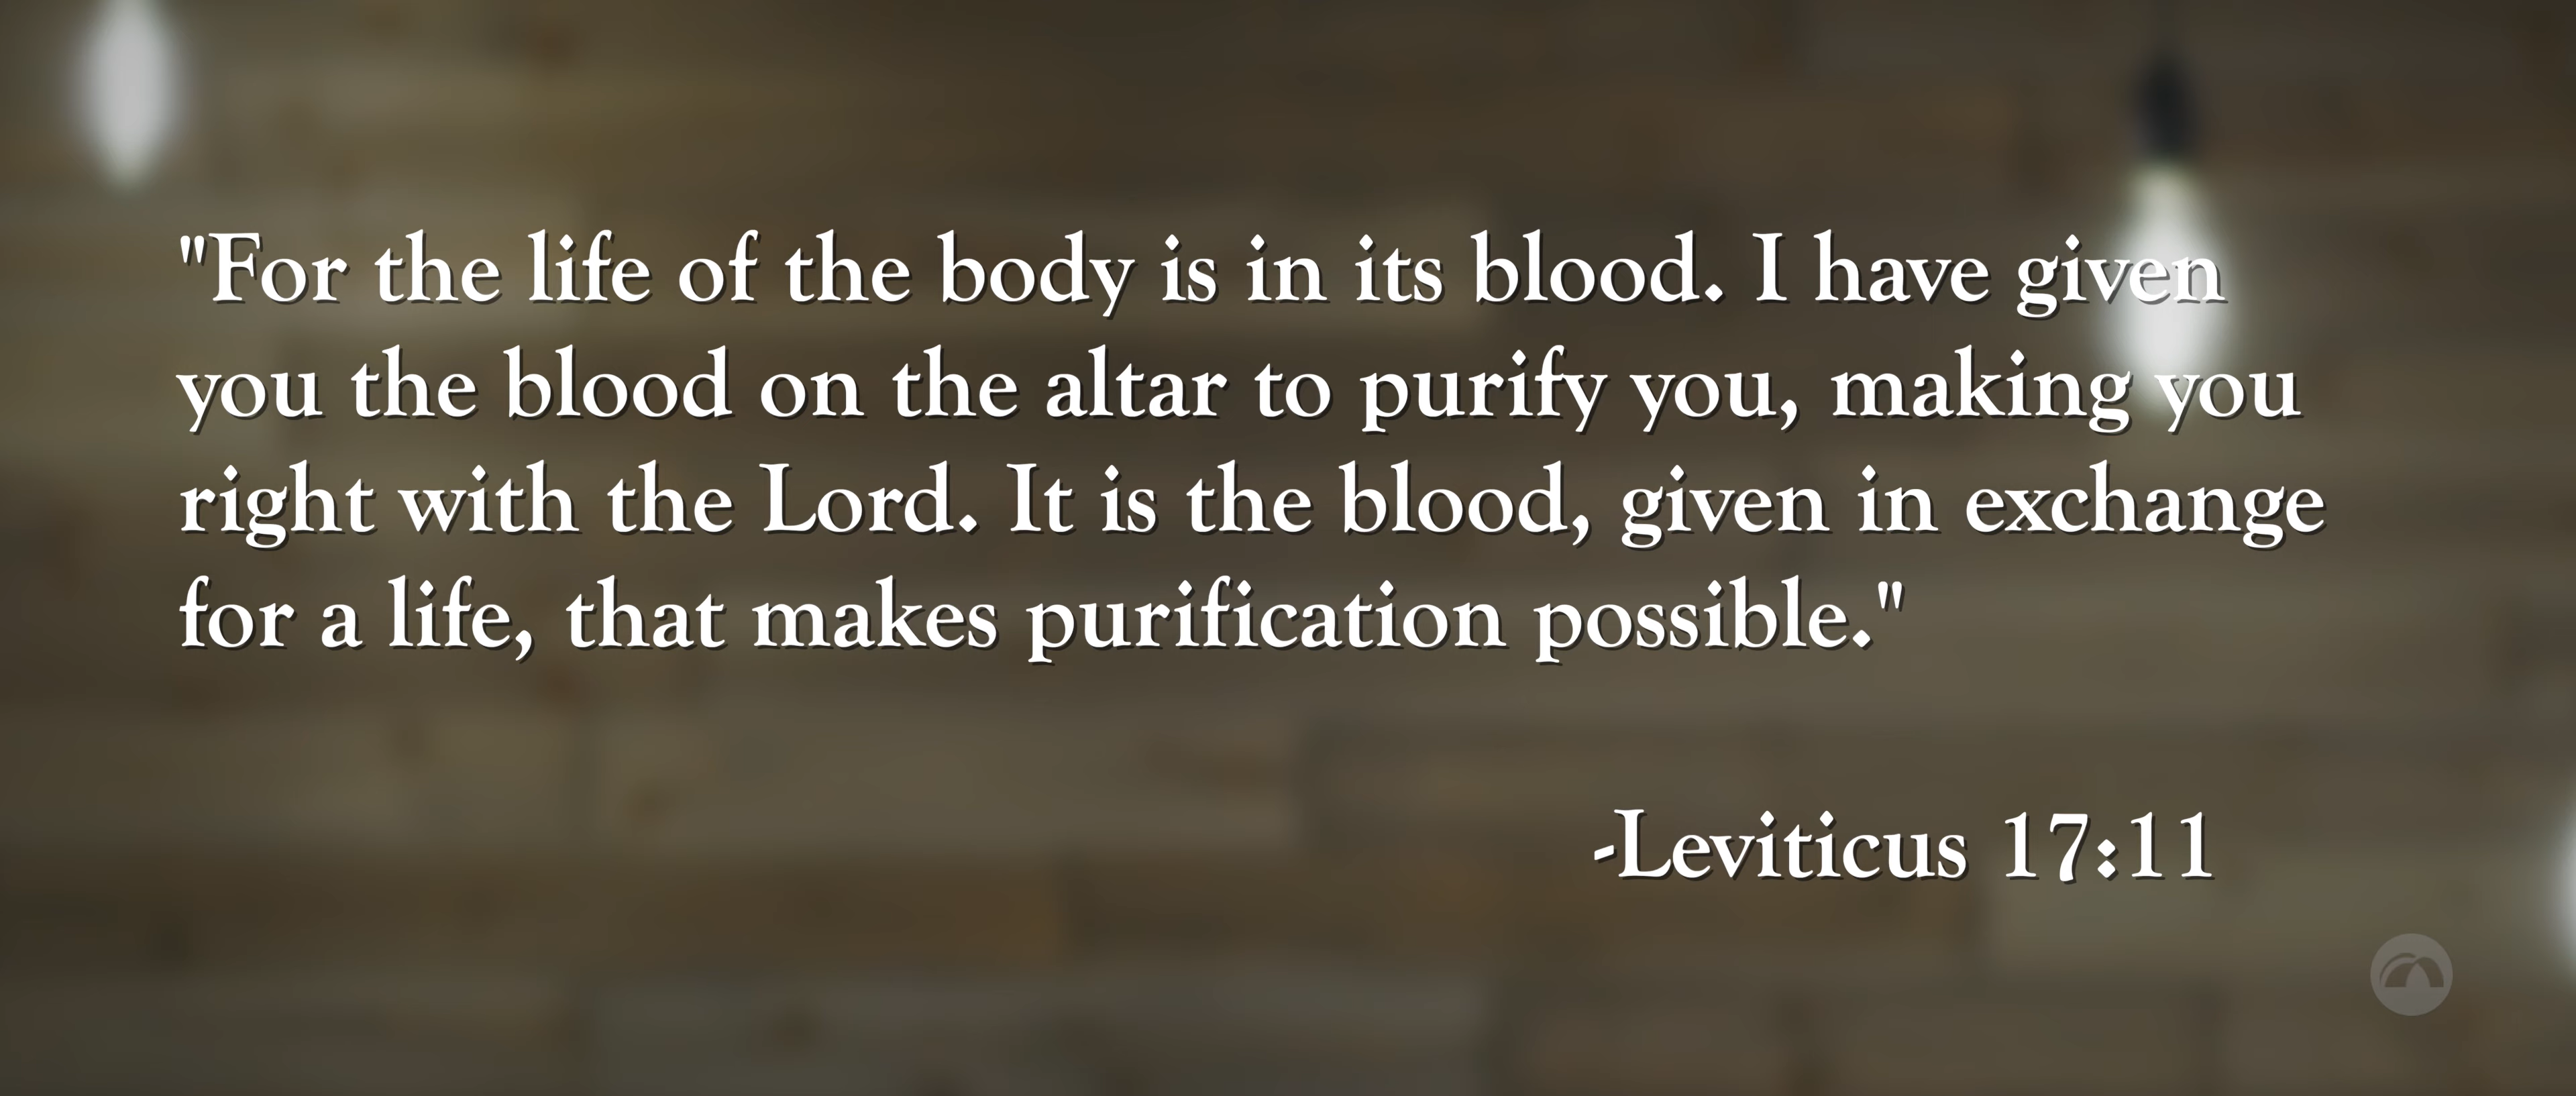 "For the life of the body is in its blood. I have given
you the blood on the altar to purify you, making you
right with the Lord. It is the blood, given in exchange
for a life, that makes purification possible."
-Leviticus 17:11